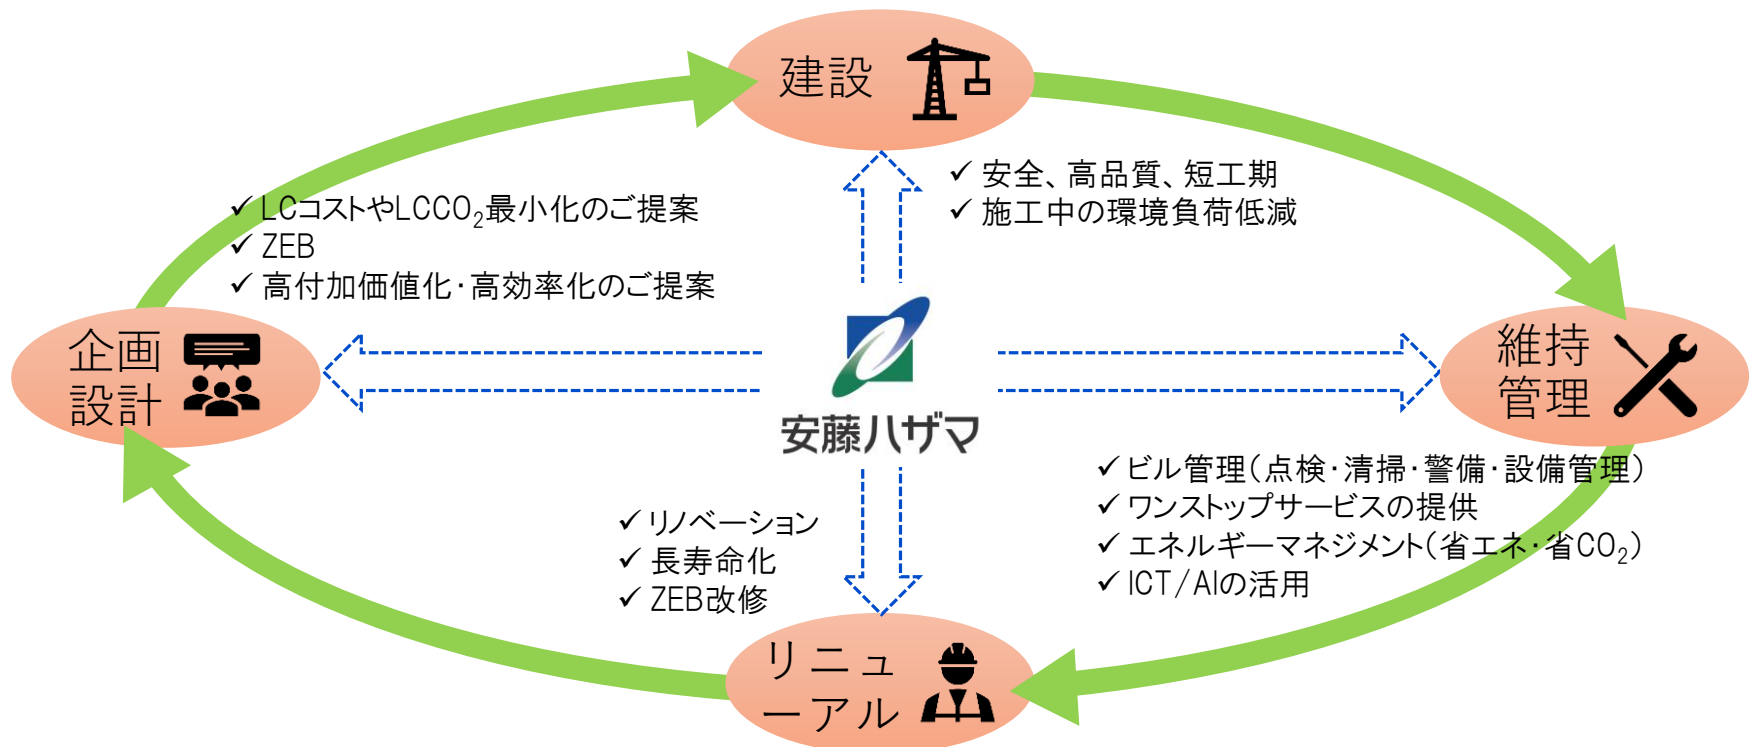 建設
✓ 安全、高品質、短工期
✓ 施工中の環境負荷低減
✓ LCコストやLCCO₂最小化のご提案
✓ ZEB
✓ 高付加価値化・高効率化のご提案
企画
設計
安藤ハザマ
維持
管理
✓ ビル管理（点検・清掃・警備・設備管理）
✓ ワンストップサービスの提供
✓ エネルギーマネジメント（省エネ・省CO₂）
✓ ICT/AIの活用
✓ リノベーション
✓ 長寿命化
✓ ZEB改修
リニュ
ーアル